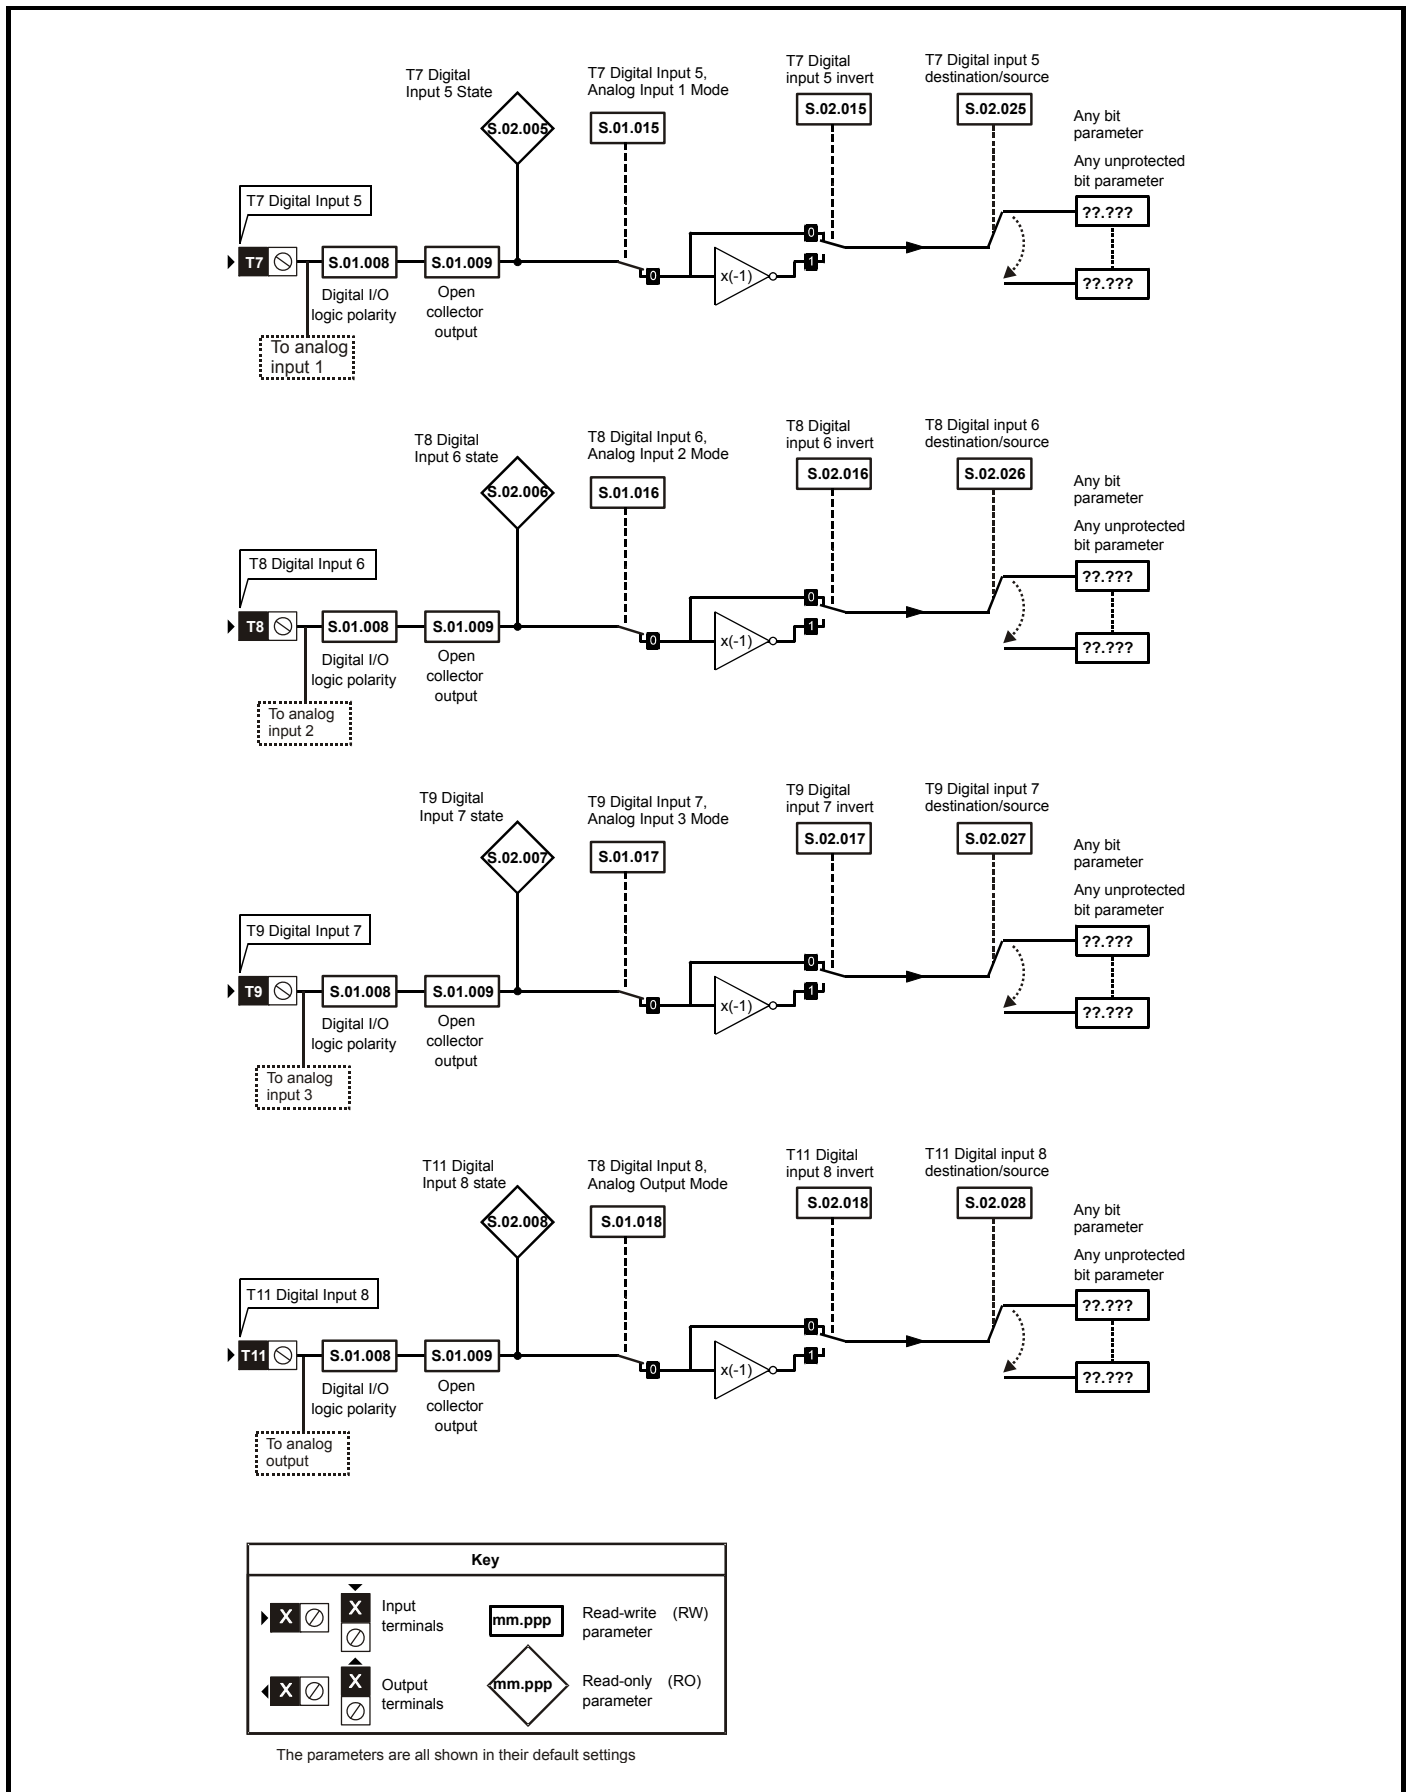 T7 Digital
Input 5 State
T7 Digital Input 5,
Analog Input 1 Mode
T7 Digital
input 5 invert
T7 Digital input 5
destination/source
S.02.005
S.01.015
S.02.015
S.02.025
Any bit
parameter
Any unprotected
bit parameter
T7 Digital Input 5
??.???
0
T7
S.01.008
S.01.009
0
x(-1)
1
??.???
Digital I/O
logic polarity
Open
collector
output
To analog
input 1
T8 Digital
Input 6 state
T8 Digital Input 6,
Analog Input 2 Mode
T8 Digital
input 6 invert
T8 Digital input 6
destination/source
S.02.006
S.01.016
S.02.016
S.02.026
Any bit
parameter
Any unprotected
bit parameter
T8 Digital Input 6
??.???
0
T8
S.01.008
S.01.009
0
x(-1)
1
??.???
Digital I/O
logic polarity
Open
collector
output
To analog
input 2
T9 Digital
Input 7 state
T9 Digital Input 7,
Analog Input 3 Mode
T9 Digital
input 7 invert
T9 Digital input 7
destination/source
S.02.007
S.01.017
S.02.017
S.02.027
Any bit
parameter
Any unprotected
bit parameter
T9 Digital Input 7
??.???
0
T9
S.01.008
S.01.009
0
x(-1)
1
??.???
Digital I/O
logic polarity
Open
collector
output
To analog
input 3
T11 Digital
Input 8 state
T8 Digital Input 8,
Analog Output Mode
T11 Digital
input 8 invert
T11 Digital input 8
destination/source
S.02.008
S.01.018
S.02.018
S.02.028
Any bit
parameter
Any unprotected
bit parameter
T11 Digital Input 8
??.???
0
T11
S.01.008
S.01.009
0
x(-1)
1
??.???
Digital I/O
logic polarity
Open
collector
output
To analog
output
Key
X
X
Input
terminals
mm.ppp
Read-write (RW)
parameter
X
X
Output
terminals
mm.ppp
Read-only (RO)
parameter
The parameters are all shown in their default settings